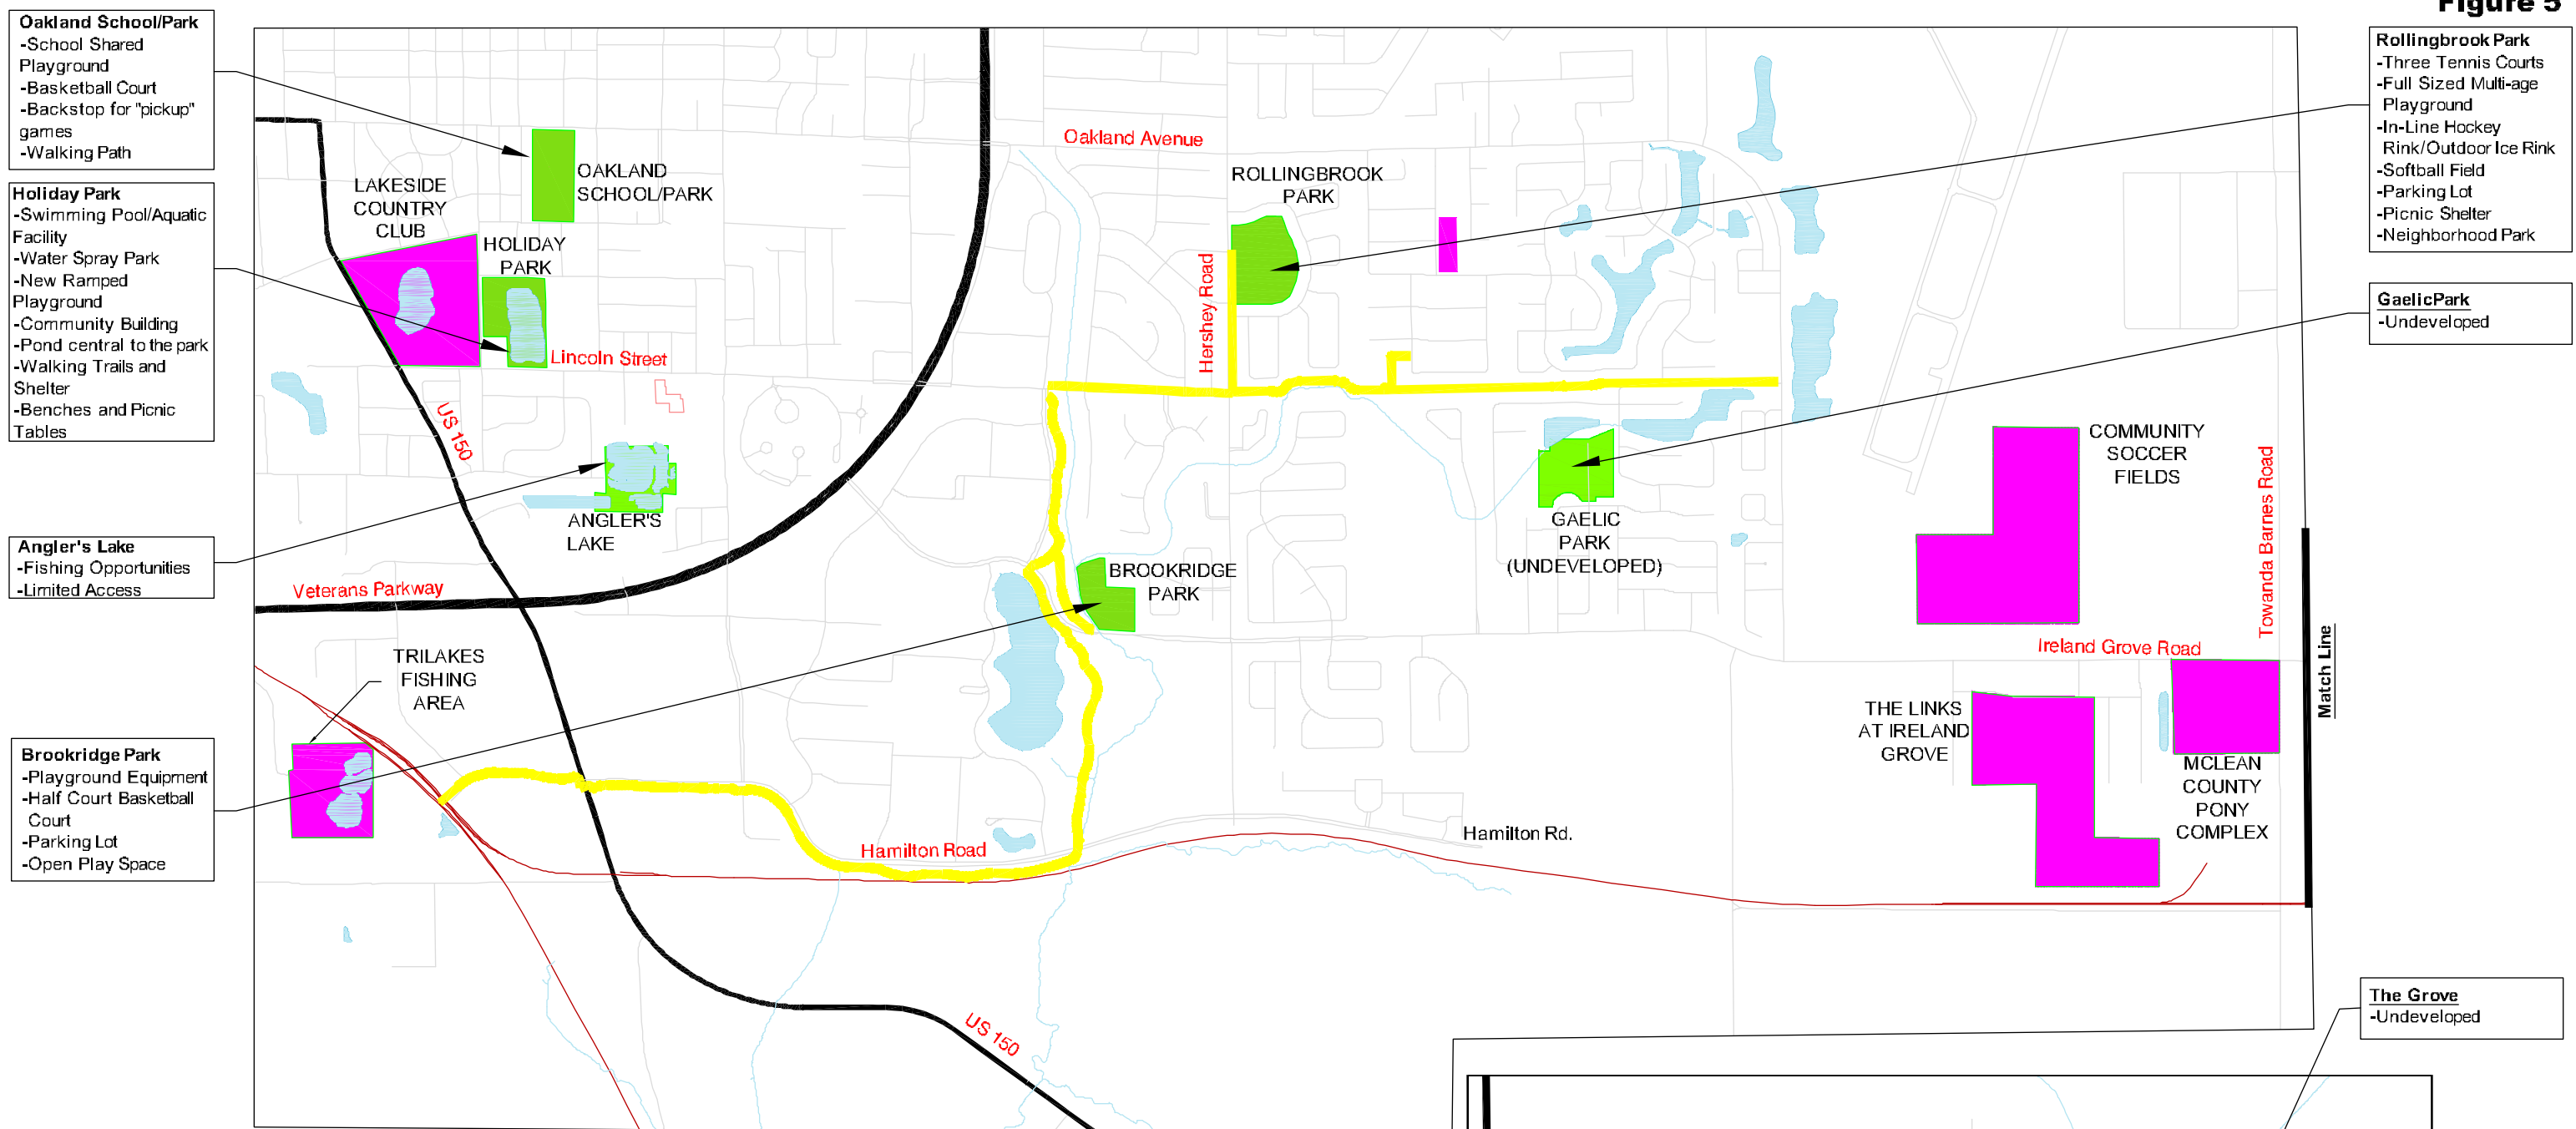 Figure 5
Oakland School/Park
-School Shared
Playground
-Basketball Court
-Backstop for "pickup"
games
-Walking Path
Holiday Park
-Swimming Pool/Aquatic
Facility
-Water Spray Park
-New Ramped
Playground
-Community Building
-Pond central to the park
-Walking Trails and
Shelter
-Benches and Picnic
Tables
Angler's Lake
-Fishing Opportunities
-Limited Access
Brookridge Park
-Playground Equipment
-Half Court Basketball
Court
-Parking Lot
-Open Play Space
Rollingbrook Park
-Three Tennis Courts
-Full Sized Multi-age
Playground
-In-Line Hockey
Rink/Outdoor Ice Rink
-Softball Field
-Parking Lot
-Picnic Shelter
-Neighborhood Park
GaelicPark
-Undeveloped
The Grove
-Undeveloped
Oakland Avenue
OAKLAND
SCHOOL/PARK
LAKESIDE
COUNTRY
CLUB
HOLIDAY
PARK
Lincoln Street
US 150
ROLLINGBROOK
PARK
Hershey Road
ANGLER'S
LAKE
Veterans Parkway
BROOKRIDGE
PARK
GAELIC
PARK
(UNDEVELOPED)
COMMUNITY
SOCCER
FIELDS
Towanda Barnes Road
Ireland Grove Road
Match Line
TRILAKES
FISHING
AREA
THE LINKS
AT IRELAND
GROVE
MCLEAN
COUNTY
PONY
COMPLEX
Hamilton Road
Hamilton Rd.
US 150